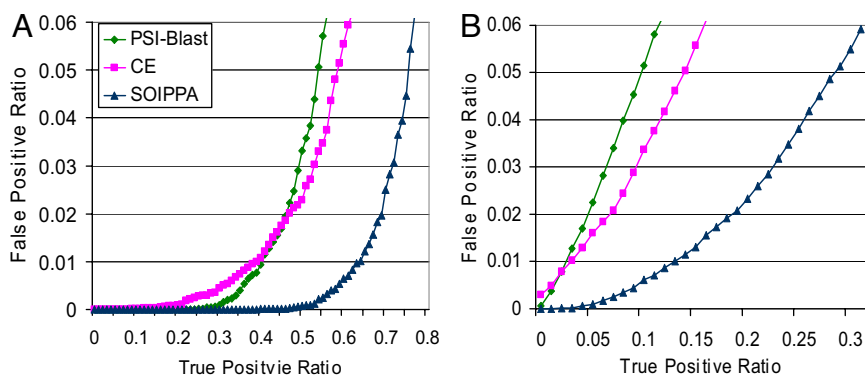 A
PSI-Blast
CE
SOIPPA
False Positive Ratio
0.06
0.05
0.04
0.03
0.02
0.01
0
0 0.1 0.2 0.3 0.4 0.5 0.6 0.7 0.8
True Positvie Ratio
B
False Positive Ratio
0.06
0.05
0.04
0.03
0.02
0.01
0
0 0.05 0.1 0.15 0.2 0.25 0.3
True Positive Ratio